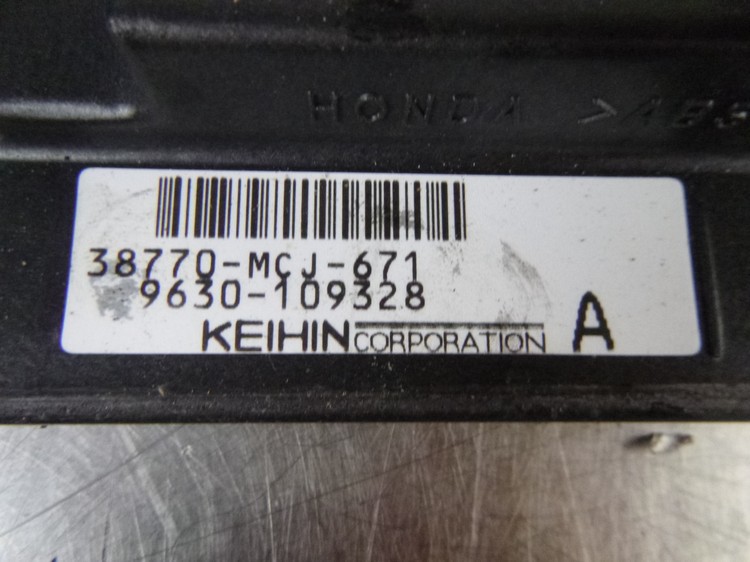 HONDA
38770-MCJ-671
9630-109328
KEIHIN CORPORATION A